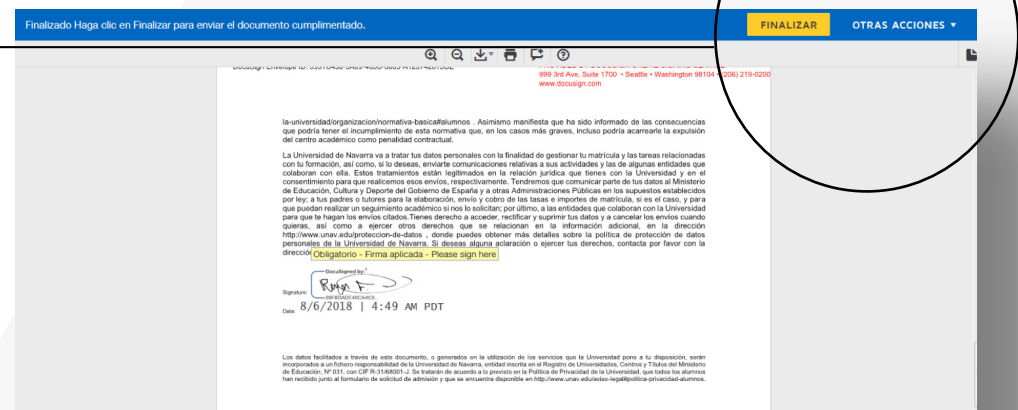 Finalizado Haga clic en Finalizar para enviar el documento cumplimentado.
FINALIZAR
OTRAS ACCIONES
999 3rd Ave, Suite 1700 • Seattle • Washington 98104 • (206) 219-0200
www.docusign.com
la-universidad/organizacion/normativa-basica#alumnos . Asimismo manifiesta que ha sido informado de las consecuencias
que podría tener el incumplimiento de esta normativa que, en los casos más graves, incluso podría acarrearle la expulsión
del centro académico como penalidad contractual.
La Universidad de Navarra va a tratar tus datos personales con la finalidad de gestionar tu matrícula y las tareas relacionadas
con tu formación, así como, si lo deseas, enviarte comunicaciones relativas a sus actividades y las de algunas entidades que
colaboran con ella. Estos tratamientos están legitimados en la relación jurídica que tienes con la Universidad y en el
consentimiento para que realicemos esos envíos, respectivamente. Tendremos que comunicar parte de tus datos al Ministerio
de Educación, Cultura y Deporte del Gobierno de España y a otras Administraciones Públicas en los supuestos establecidos
por ley; a tus padres o tutores para la elaboración, envío y cobro de las tasas e importes de matrícula, si es el caso, y para
que puedan realizar un seguimiento académico si nos lo solicitan; por último, a las entidades que colaboran con la Universidad
para que te hagan los envíos citados.Tienes derecho a acceder, rectificar y suprimir tus datos y a cancelar los envíos cuando
quieras, así como a ejercer otros derechos que se relacionan en la información adicional, en la dirección
http://www.unav.edu/proteccion-de-datos , donde puedes obtener más detalles sobre la política de protección de datos
personales de la Universidad de Navarra. Si deseas alguna aclaración o ejercer tus derechos, contacta por favor con la
direcció Obligatorio - Firma aplicada - Please sign here
DocuSigned by:
Signature:
Date: 8/6/2018 | 4:49 AM PDT
Los datos facilitados a través de este documento, o generados en la utilización de los servicios que la Universidad pone a tu disposición, serán
incorporados a un fichero responsabilidad de la Universidad de Navarra, entidad inscrita en el Registro de Universidades, Centros y Títulos del Ministerio
de Educación, Nº 031, con CIF R-31/68001-J. Se tratarán de acuerdo a lo previsto en la Política de Privacidad de la Universidad, que todos los alumnos
han recibido junto al formulario de solicitud de admisión y que se encuentra disponible en http://www.unav.edu/aviso-legal#política-privacidad-alumnos.